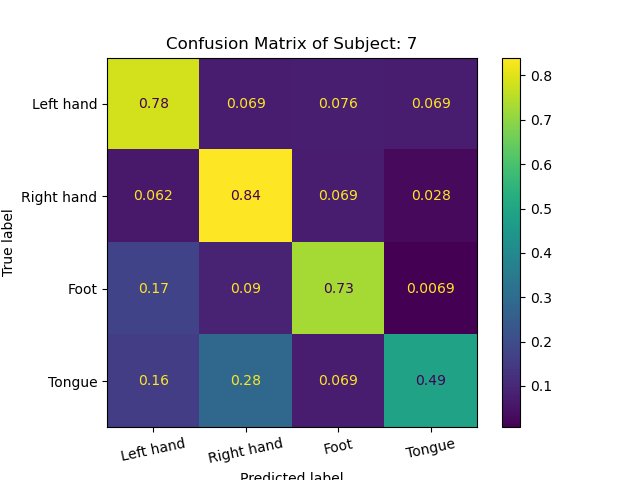 Confusion Matrix of Subject: 7
Left hand 0.78 0.069 0.076 0.069
Right hand 0.062 0.84 0.069 0.028
Foot 0.17 0.09 0.73 0.0069
Tongue 0.16 0.28 0.069 0.49
Left hand Right hand Foot Tongue
Predicted label
True label
0.8
0.7
0.6
0.5
0.4
0.3
0.2
0.1